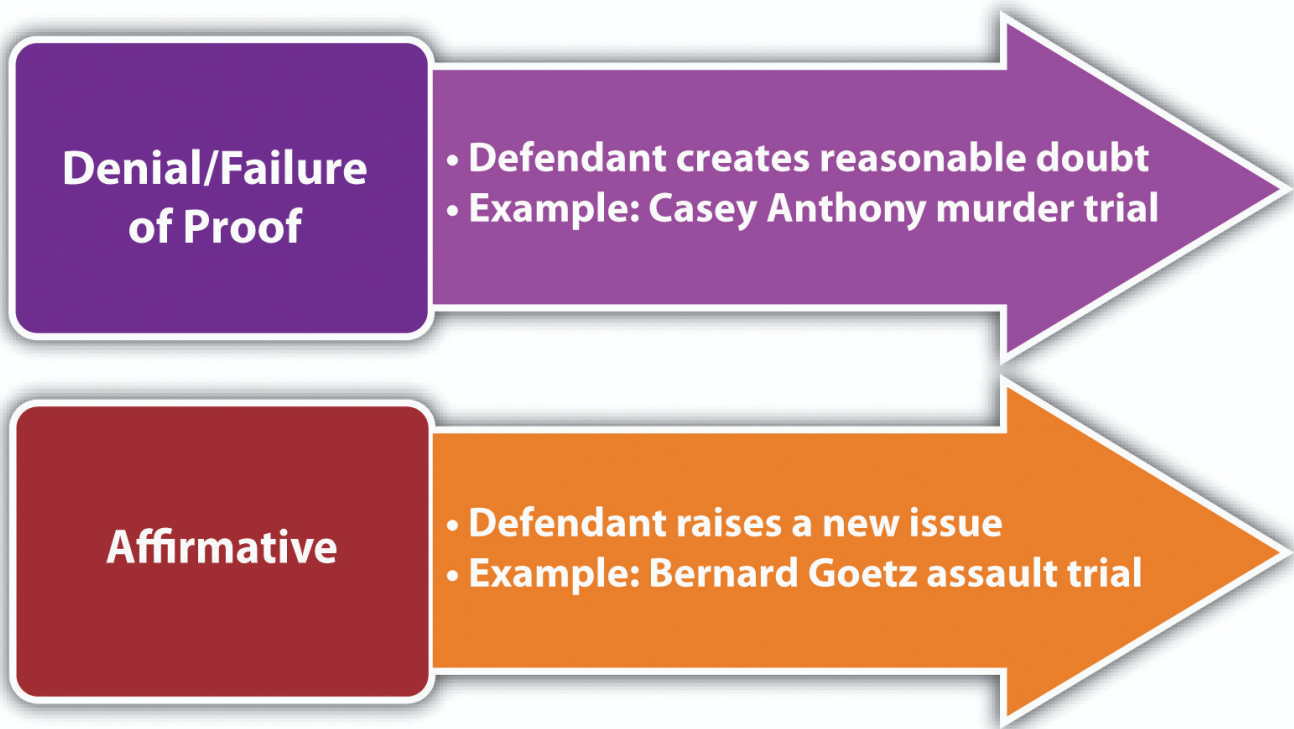 Denial/Failure
of Proof
• Defendant creates reasonable doubt
• Example: Casey Anthony murder trial
Affirmative
• Defendant raises a new issue
• Example: Bernard Goetz assault trial